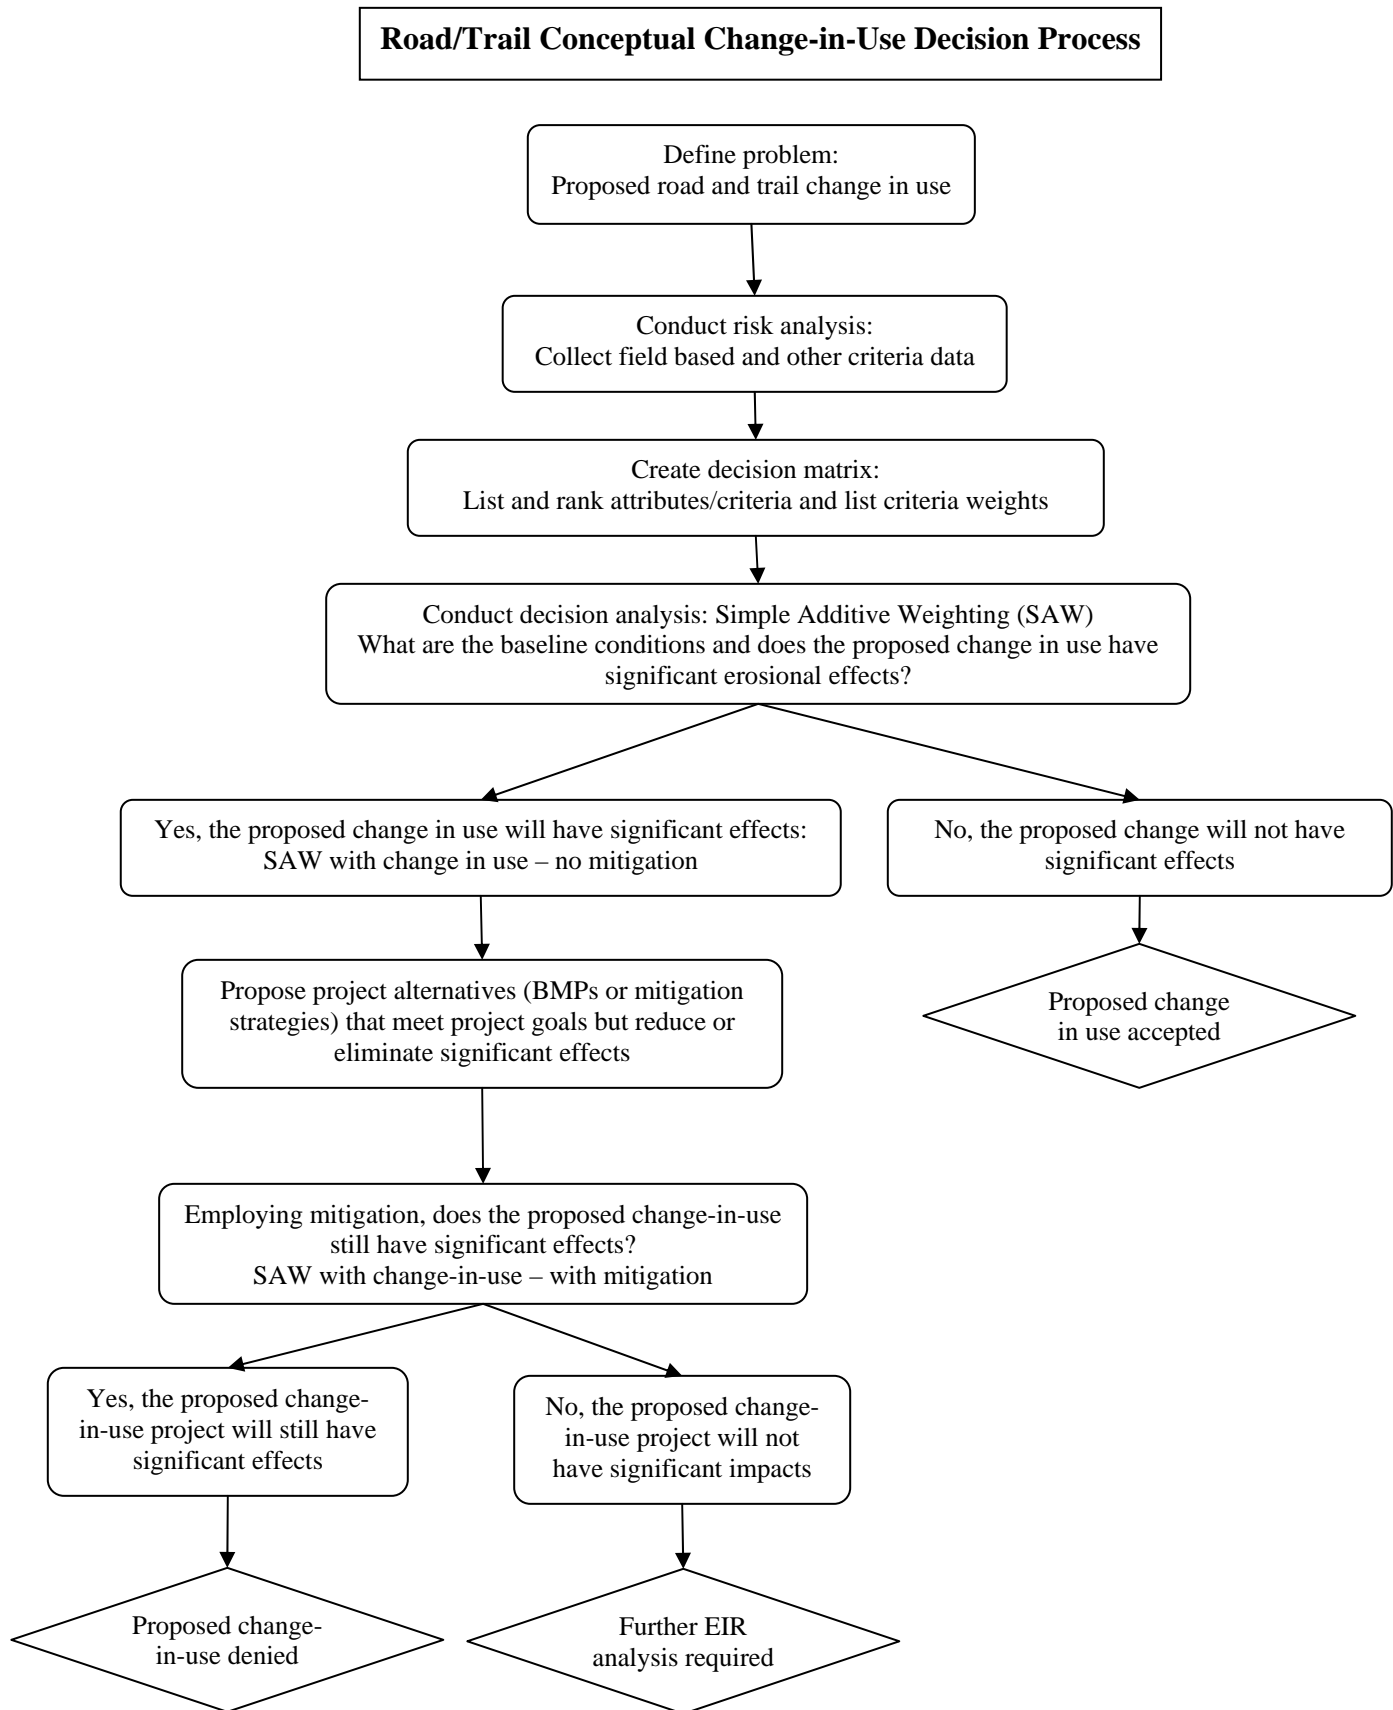 Road/Trail Conceptual Change-in-Use Decision Process
Define problem:
Proposed road and trail change in use
Conduct risk analysis:
Collect field based and other criteria data
Create decision matrix:
List and rank attributes/criteria and list criteria weights
Conduct decision analysis: Simple Additive Weighting (SAW)
What are the baseline conditions and does the proposed change in use have
significant erosional effects?
Yes, the proposed change in use will have significant effects:
SAW with change in use – no mitigation
No, the proposed change will not have
significant effects
Propose project alternatives (BMPs or mitigation
strategies) that meet project goals but reduce or
eliminate significant effects
Proposed change
in use accepted
Employing mitigation, does the proposed change-in-use
still have significant effects?
SAW with change-in-use – with mitigation
Yes, the proposed change-
in-use project will still have
significant effects
No, the proposed change-
in-use project will not
have significant impacts
Proposed change-
in-use denied
Further EIR
analysis required